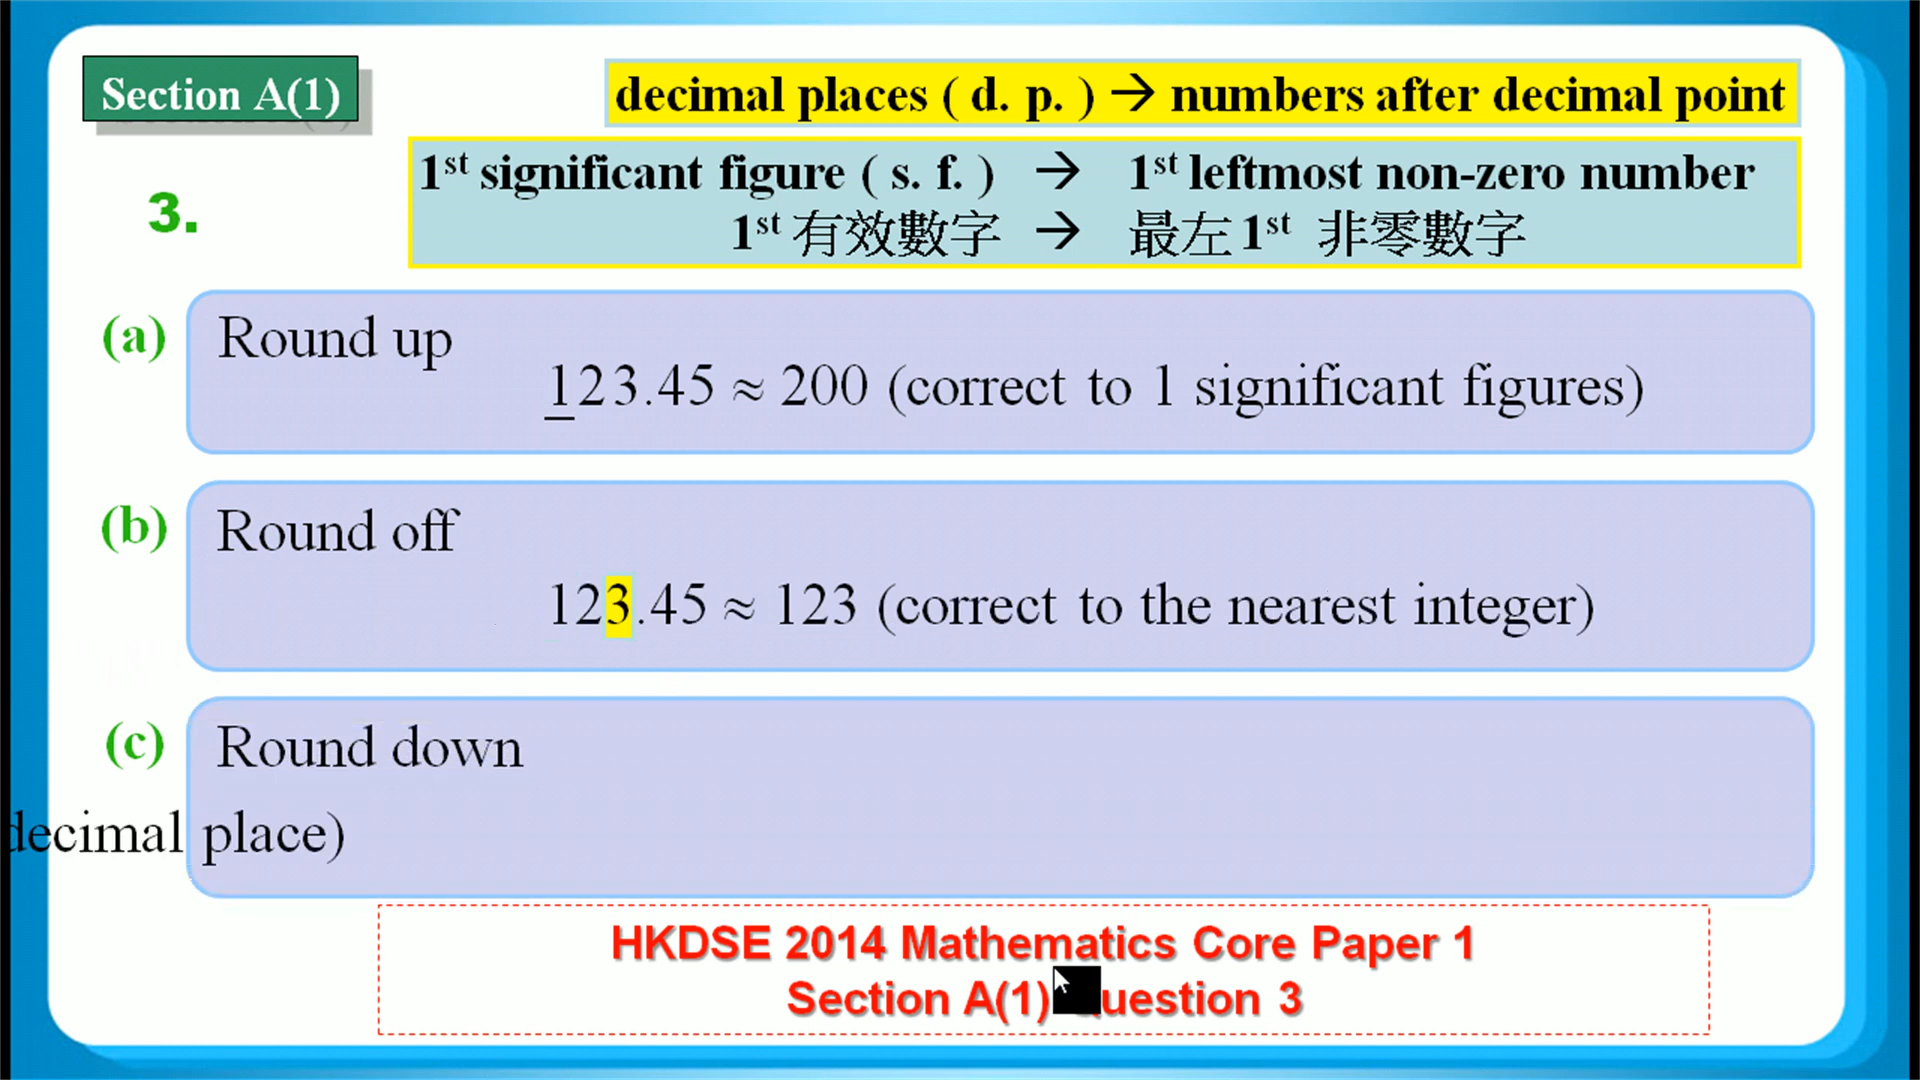 Section A(1)
decimal places ( d. p. ) → numbers after decimal point
1st significant figure ( s. f. ) → 1st leftmost non-zero number
1st 有效數字 → 最左 1st 非零數字
3.
(a) Round up
123.45 ≈ 200 (correct to 1 significant figures)
(b) Round off
123.45 ≈ 123 (correct to the nearest integer)
(c) Round down
decimal place)
HKDSE 2014 Mathematics Core Paper 1
Section A(1) uestion 3